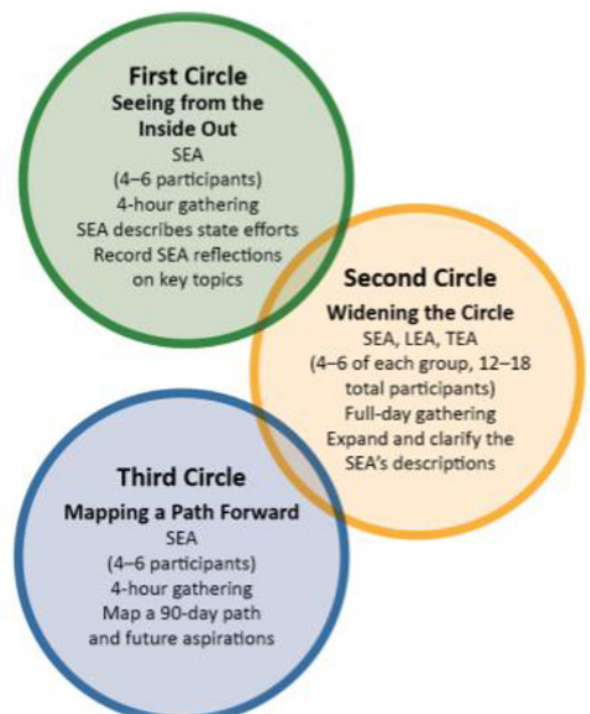 First Circle
Seeing from the
Inside Out
SEA
(4–6 participants)
4-hour gathering
SEA describes state efforts
Record SEA reflections
on key topics
Second Circle
Widening the Circle
SEA, LEA, TEA
(4–6 of each group, 12–18
total participants)
Full-day gathering
Expand and clarify the
SEA's descriptions
Third Circle
Mapping a Path Forward
SEA
(4–6 participants)
4-hour gathering
Map a 90-day path
and future aspirations